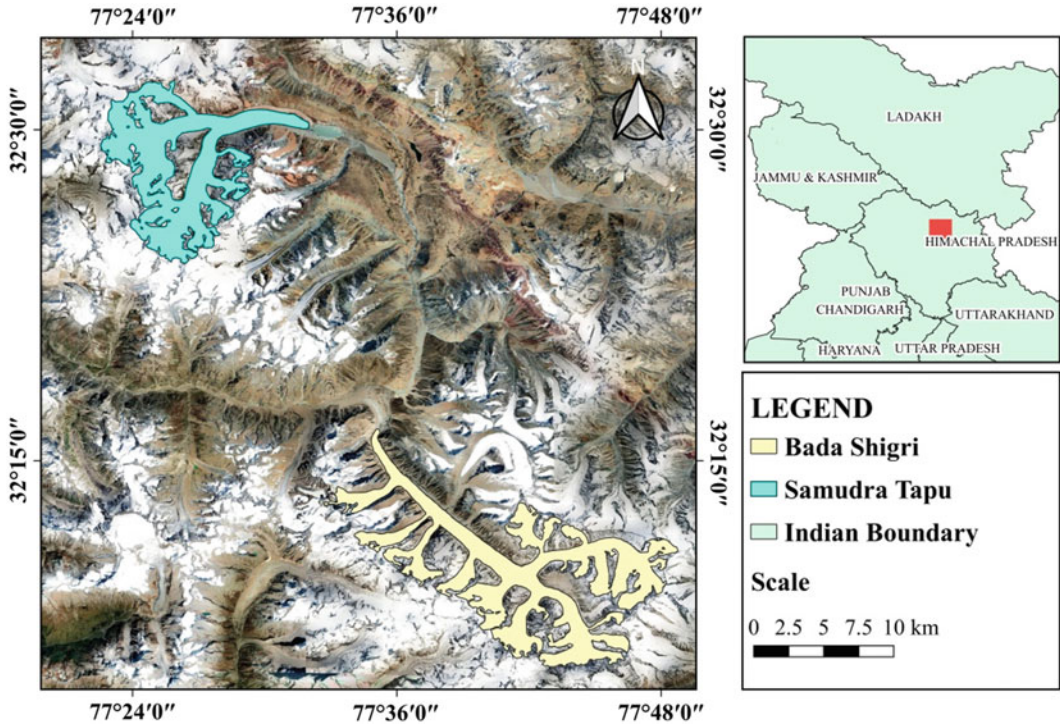 77°24′0″ 77°36′0″ 77°48′0″
32°30′0″
32°15′0″
N
32°30′0″
32°15′0″
77°24′0″ 77°36′0″ 77°48′0″
LADAKH
JAMMU & KASHMIR
HIMACHAL PRADESH
PUNJAB
CHANDIGARH
UTTARAKHAND
HARYANA
UTTAR PRADESH
LEGEND
Bada Shigri
Samudra Tapu
Indian Boundary
Scale
0 2.5 5 7.5 10 km